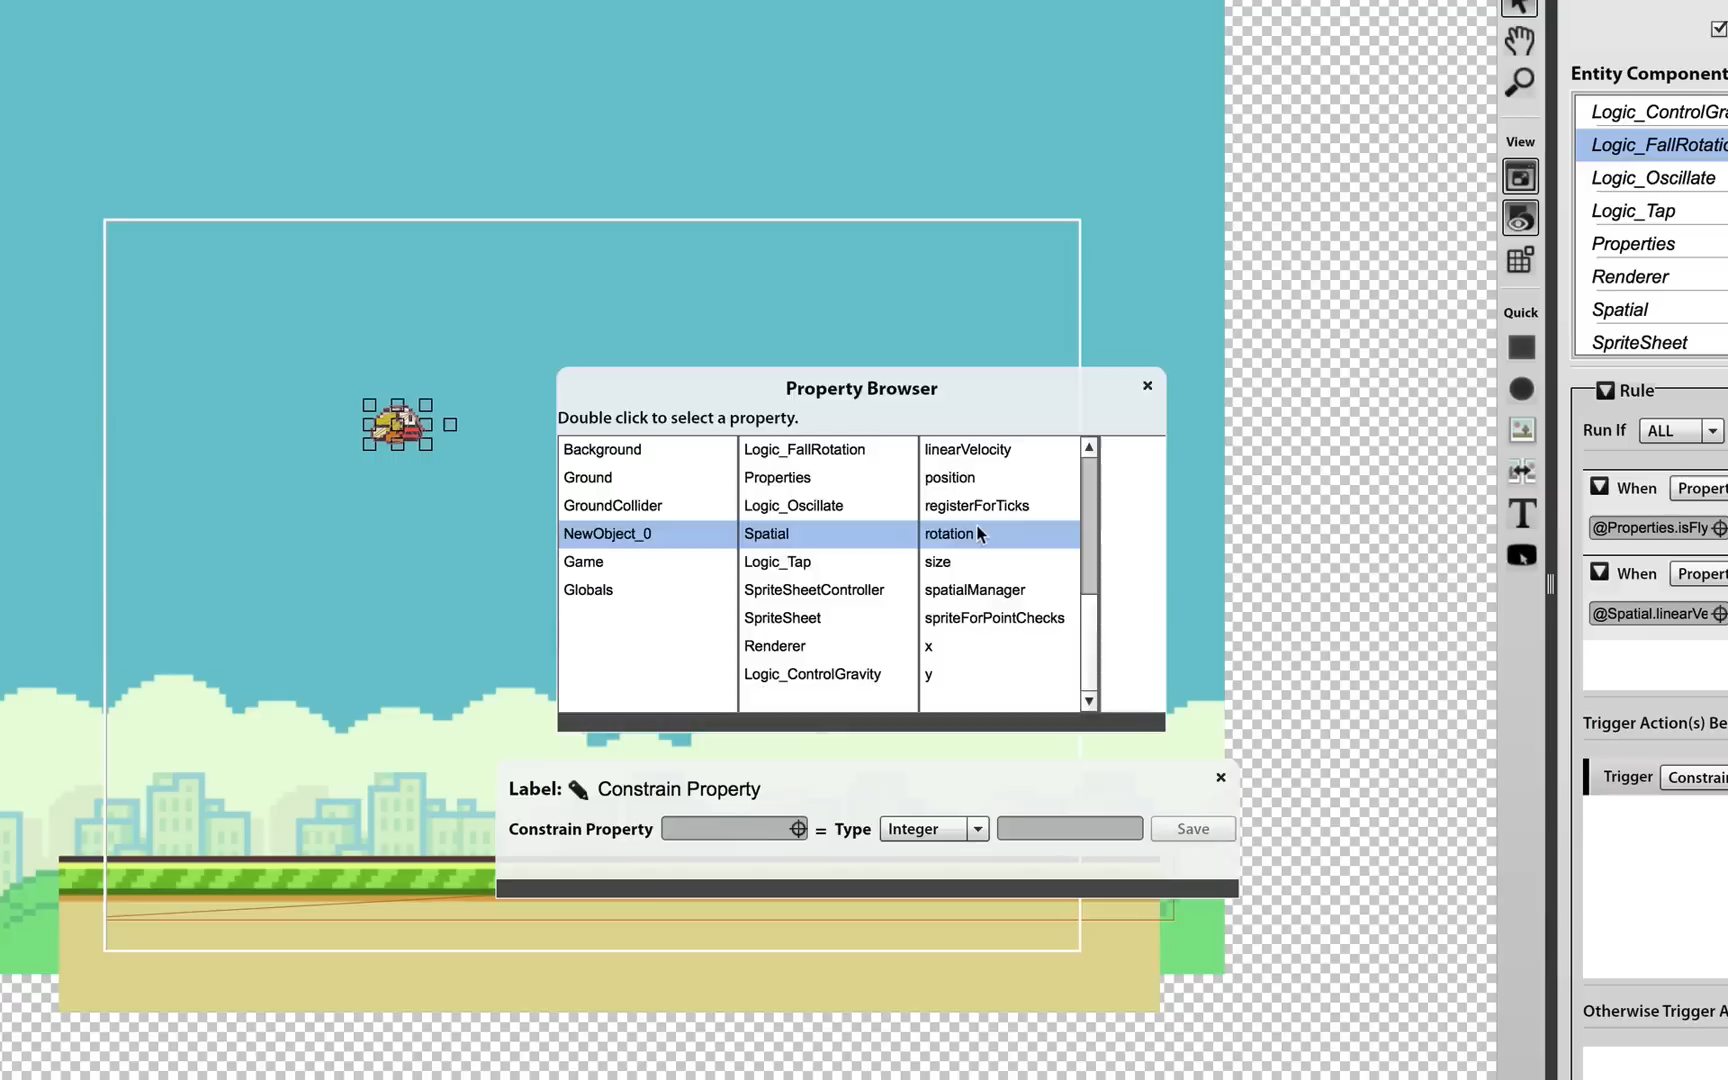 Property Browser
Double click to select a property.
Background
Ground
GroundCollider
NewObject_0
Game
Globals
Logic_FallRotation
Properties
Logic_Oscillate
Spatial
Logic_Tap
SpriteSheetController
SpriteSheet
Renderer
Logic_ControlGravity
linearVelocity
position
registerForTicks
rotation
size
spatialManager
spriteForPointChecks
x
y
Label: Constrain Property
Constrain Property = Type Integer Save
View
Quick
T
Entity Component
Logic_ControlGra
Logic_FallRotatio
Logic_Oscillate
Logic_Tap
Properties
Renderer
Spatial
SpriteSheet
Rule
Run If ALL
When Propert
@Properties.isFly
When Propert
@Spatial.linearVe
Trigger Action(s) Be
Trigger Constrai
Otherwise Trigger A